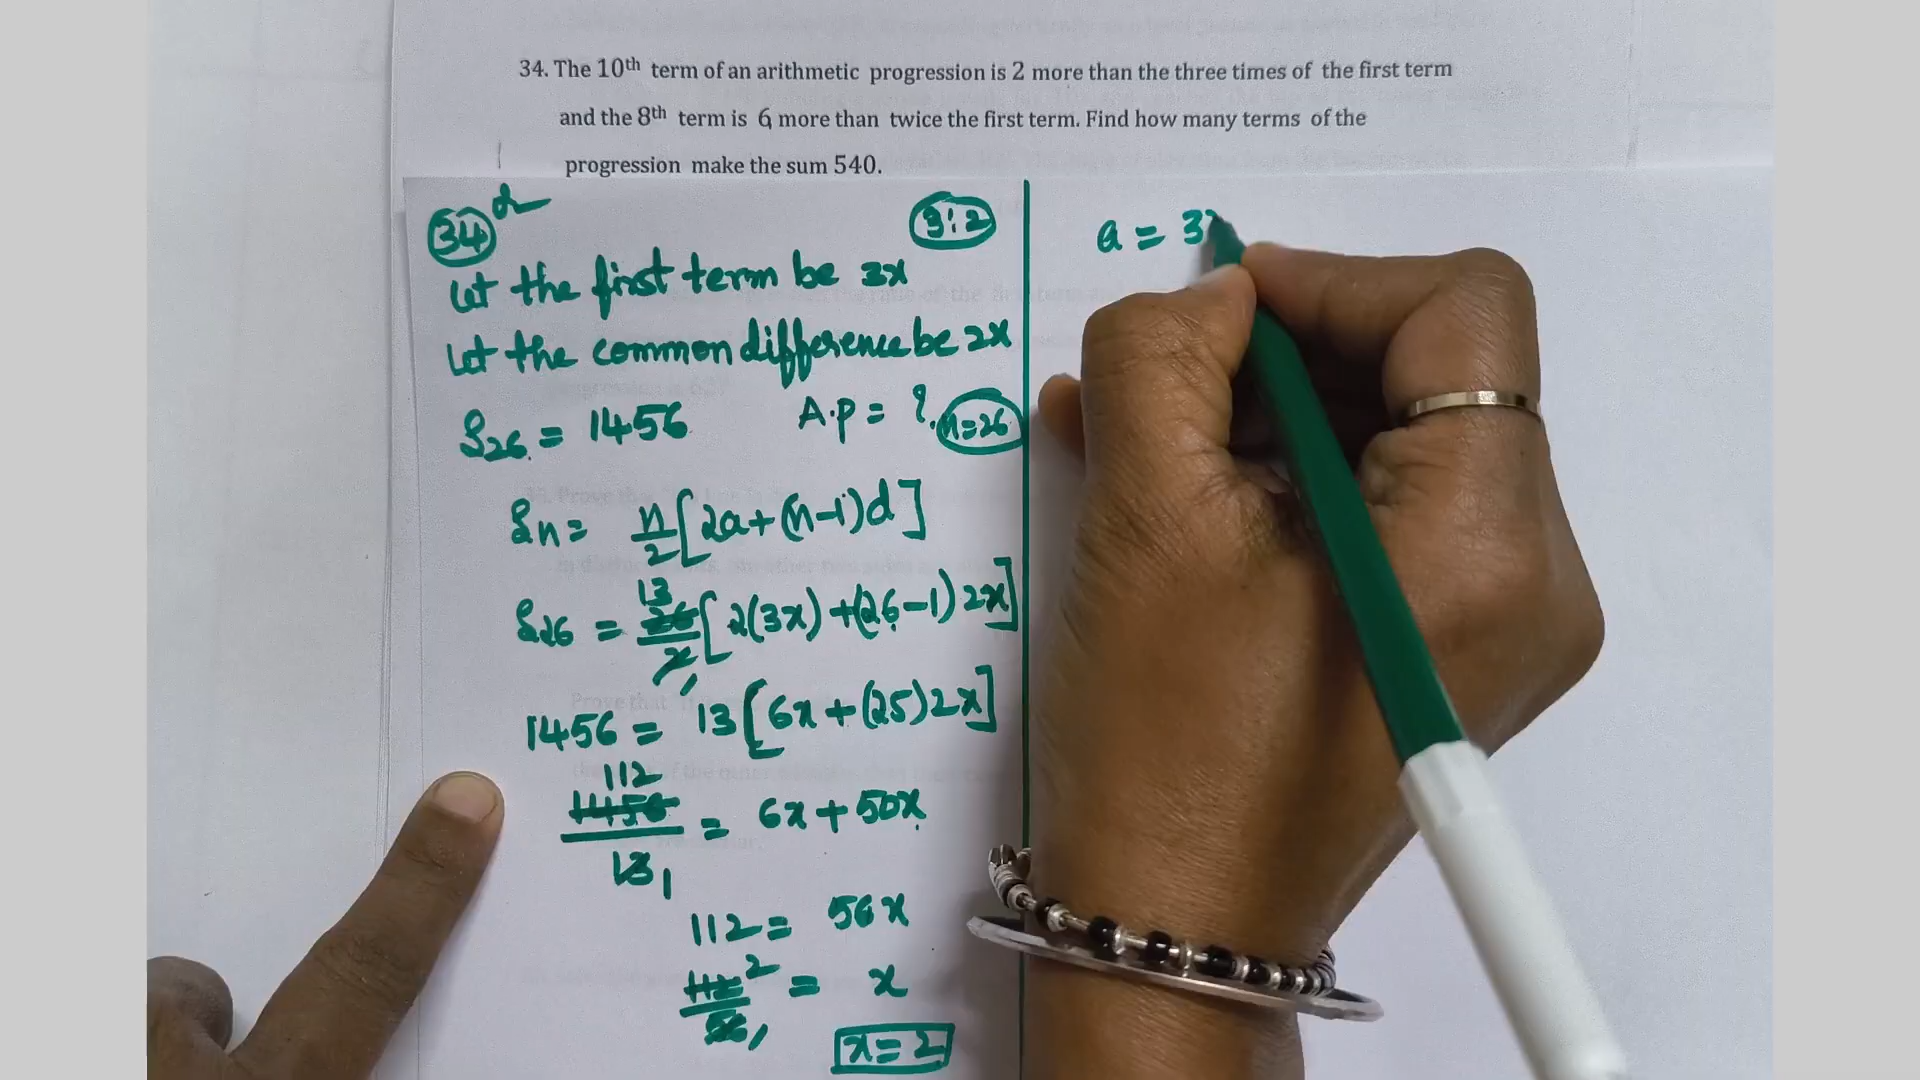 34. The 10th term of an arithmetic progression is 2 more than the three times of the first term
and the 8th term is 6 more than twice the first term. Find how many terms of the
progression make the sum 540.
34
3:2
Let the first term be 3x
Let the common difference be 2x
S26 = 1456 A.P = ? n=26
Sn = n/2 [2a+(n-1)d]
13
S26 = 26/2 [2(3x)+(26-1)2x]
1456 = 13[6x+(25)2x]
112
1456/13 = 6x+50x
1
112 = 56x
112/56 = x
2
1
x=2
a = 3